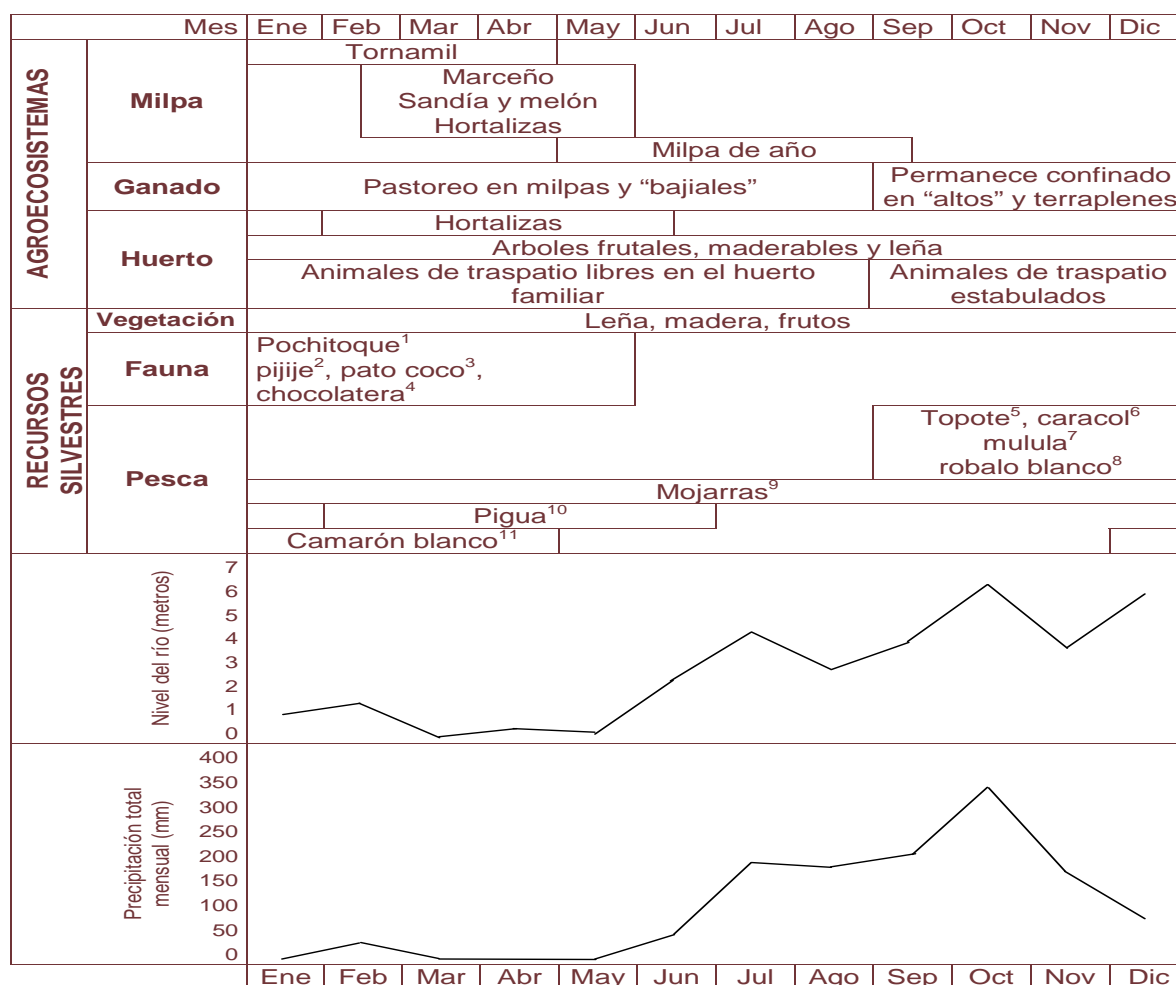 Mes Ene Feb Mar Abr May Jun Jul Ago Sep Oct Nov Dic
AGROECOSISTEMAS
Milpa
Tornamil
Marceño
Sandía y melón
Hortalizas
Milpa de año
Ganado
Pastoreo en milpas y “bajiales”
Permanece confinado
en “altos” y terraplenes
Huerto
Hortalizas
Arboles frutales, maderables y leña
Animales de traspatio libres en el huerto
familiar
Animales de traspatio
estabulados
RECURSOS
SILVESTRES
Vegetación
Leña, madera, frutos
Fauna
Pochitoque¹
pijije², pato coco³,
chocolatera⁴
Pesca
Topote⁵, caracol⁶
mulula⁷
robalo blanco⁸
Mojarras⁹
Pigua¹⁰
Camarón blanco¹¹
Nivel del río (metros)
7
6
5
4
3
2
1
0
Precipitación total
mensual (mm)
400
350
300
250
200
150
100
50
0
Ene Feb Mar Abr May Jun Jul Ago Sep Oct Nov Dic